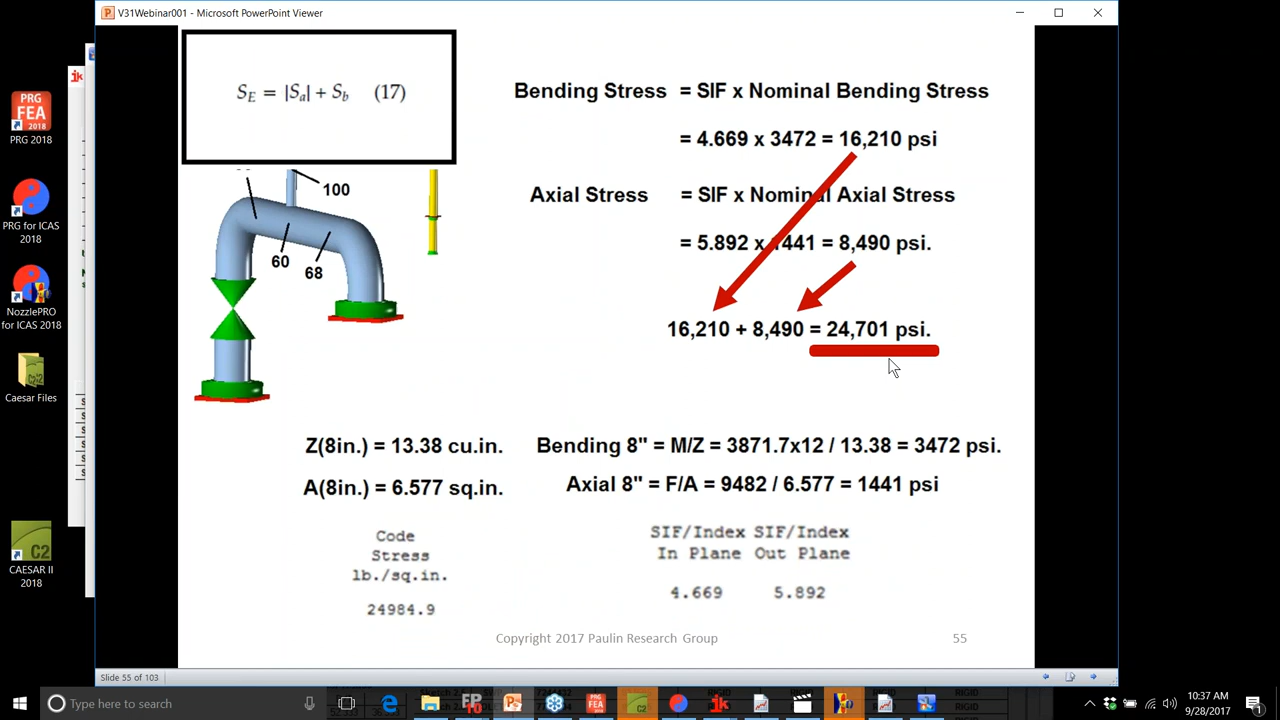 V31Webinar001 - Microsoft PowerPoint Viewer
S_E = |S_a| + S_b (17)
Bending Stress = SIF x Nominal Bending Stress
= 4.669 x 3472 = 16,210 psi
Axial Stress = SIF x Nominal Axial Stress
= 5.892 x 1441 = 8,490 psi.
16,210 + 8,490 = 24,701 psi.
100
60
68
Z(8in.) = 13.38 cu.in.
Bending 8" = M/Z = 3871.7x12 / 13.38 = 3472 psi.
A(8in.) = 6.577 sq.in.
Axial 8" = F/A = 9482 / 6.577 = 1441 psi
Code
Stress
lb./sq.in.
24984.9
SIF/Index SIF/Index
In Plane Out Plane
4.669 5.892
Copyright 2017 Paulin Research Group
55
Slide 55 of 103
PRG
FEA
2018
PRG 2018
PRG for ICAS
2018
NozzlePRO
for ICAS 2018
Caesar Files
C2
CAESAR II
2018
ik
Type here to search
10:37 AM
9/28/2017